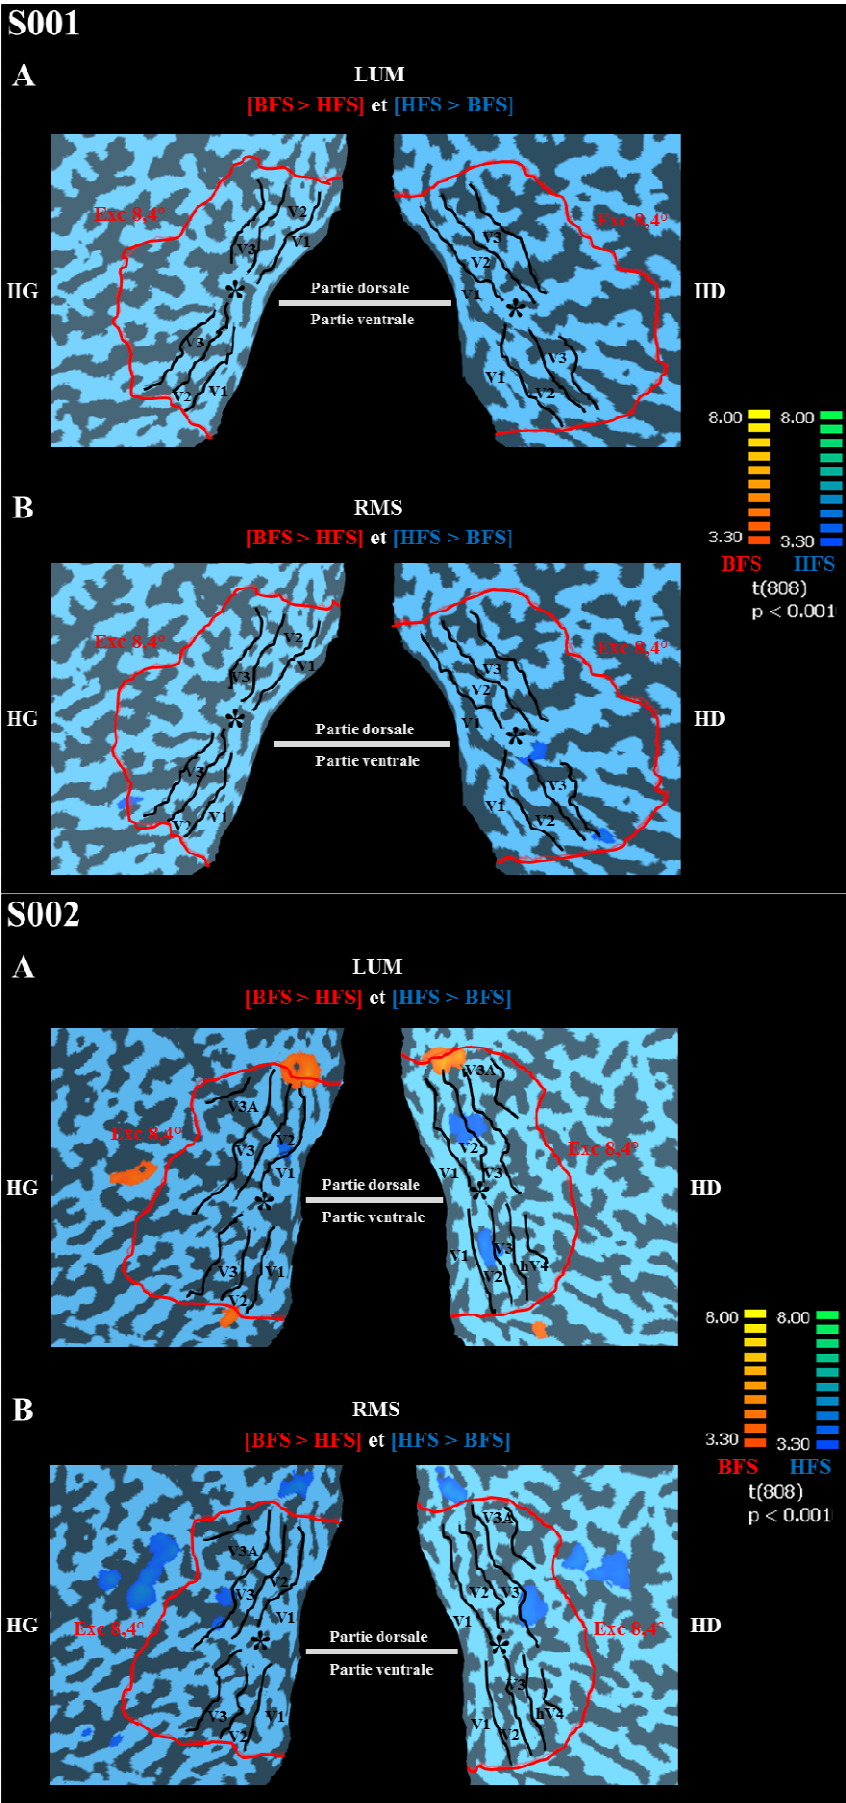 S001
A
LUM
[BFS > HFS] et [HFS > BFS]
Exc 8,4°
V2
V1
V3
Exc 8,4°
V3
V2
V1
IIG
*
Partie dorsale
Partie ventrale
*
IID
V3
V2
V1
V1
V3
V2
8.00
8.00
3.30
3.30
BFS
IIFS
t(808)
p < 0.001
B
RMS
[BFS > HFS] et [HFS > BFS]
Exc 8,4°
V2
V1
V3
Exc 8,4°
V3
V2
V1
HG
*
Partie dorsale
Partie ventrale
*
HD
V3
V2
V1
V1
V3
V2
S002
A
LUM
[BFS > HFS] et [HFS > BFS]
V3A
V3A
Exc 8,4°
V3
V2
V1
V2
V1
V3
Exc 8,4°
HG
*
Partie dorsale
Partie ventrale
*
HD
V3
V2
V1
V1
V3
V2
hV4
8.00
8.00
3.30
3.30
BFS
HFS
t(808)
p < 0.001
B
RMS
[BFS > HFS] et [HFS > BFS]
V3A
V3A
V3
V2
V1
V2
V3
V1
Exc 8,4°
Exc 8,4°
HG
*
Partie dorsale
Partie ventrale
*
HD
V3
V2
V1
V1
V3
V2
hV4